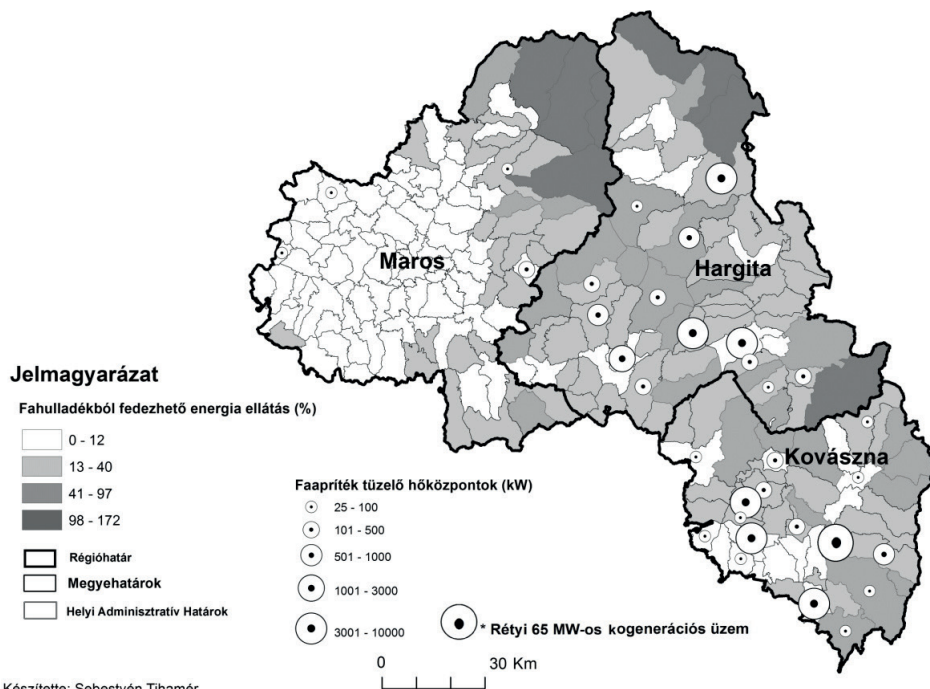 Maros
Hargita
Kovászna
Jelmagyarázat
Fahulladékból fedezhető energia ellátás (%)
0 - 12
13 - 40
41 - 97
98 - 172
Régióhatár
Megyehatárok
Helyi Adminisztratív Határok
Faapríték tüzelő hőközpontok (kW)
25 - 100
101 - 500
501 - 1000
1001 - 3000
3001 - 10000
* Rétyi 65 MW-os kogenerációs üzem
0 30 Km
Készítette: Sebestyén Tihamér